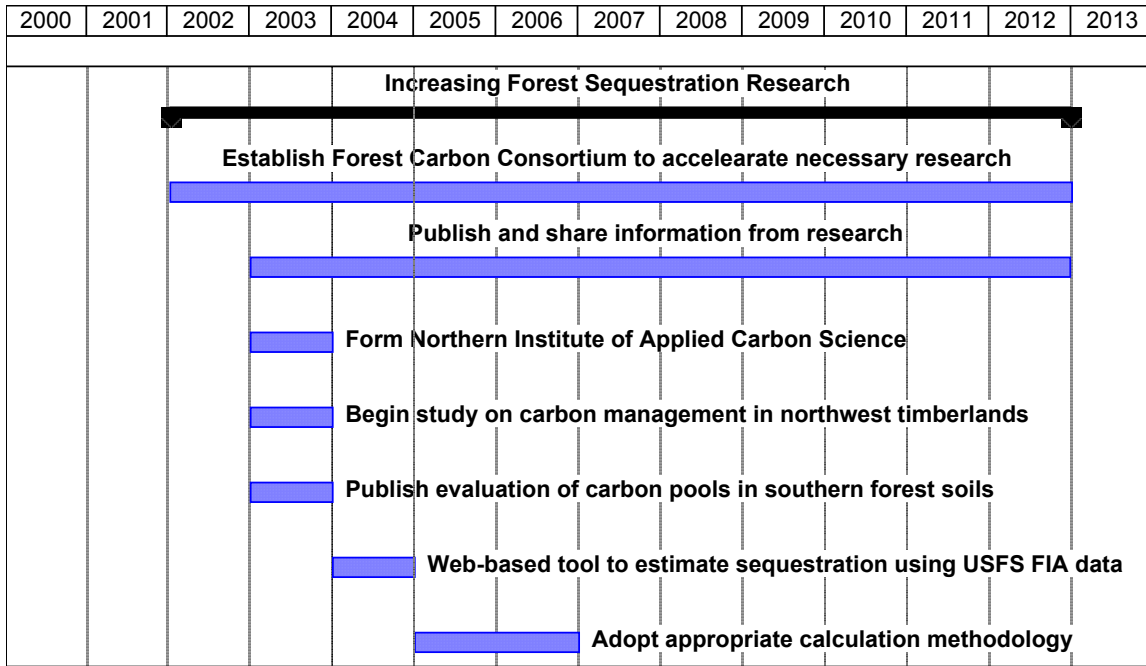 2000 2001 2002 2003 2004 2005 2006 2007 2008 2009 2010 2011 2012 2013
Increasing Forest Sequestration Research
Establish Forest Carbon Consortium to accelearate necessary research
Publish and share information from research
Form Northern Institute of Applied Carbon Science
Begin study on carbon management in northwest timberlands
Publish evaluation of carbon pools in southern forest soils
Web-based tool to estimate sequestration using USFS FIA data
Adopt appropriate calculation methodology